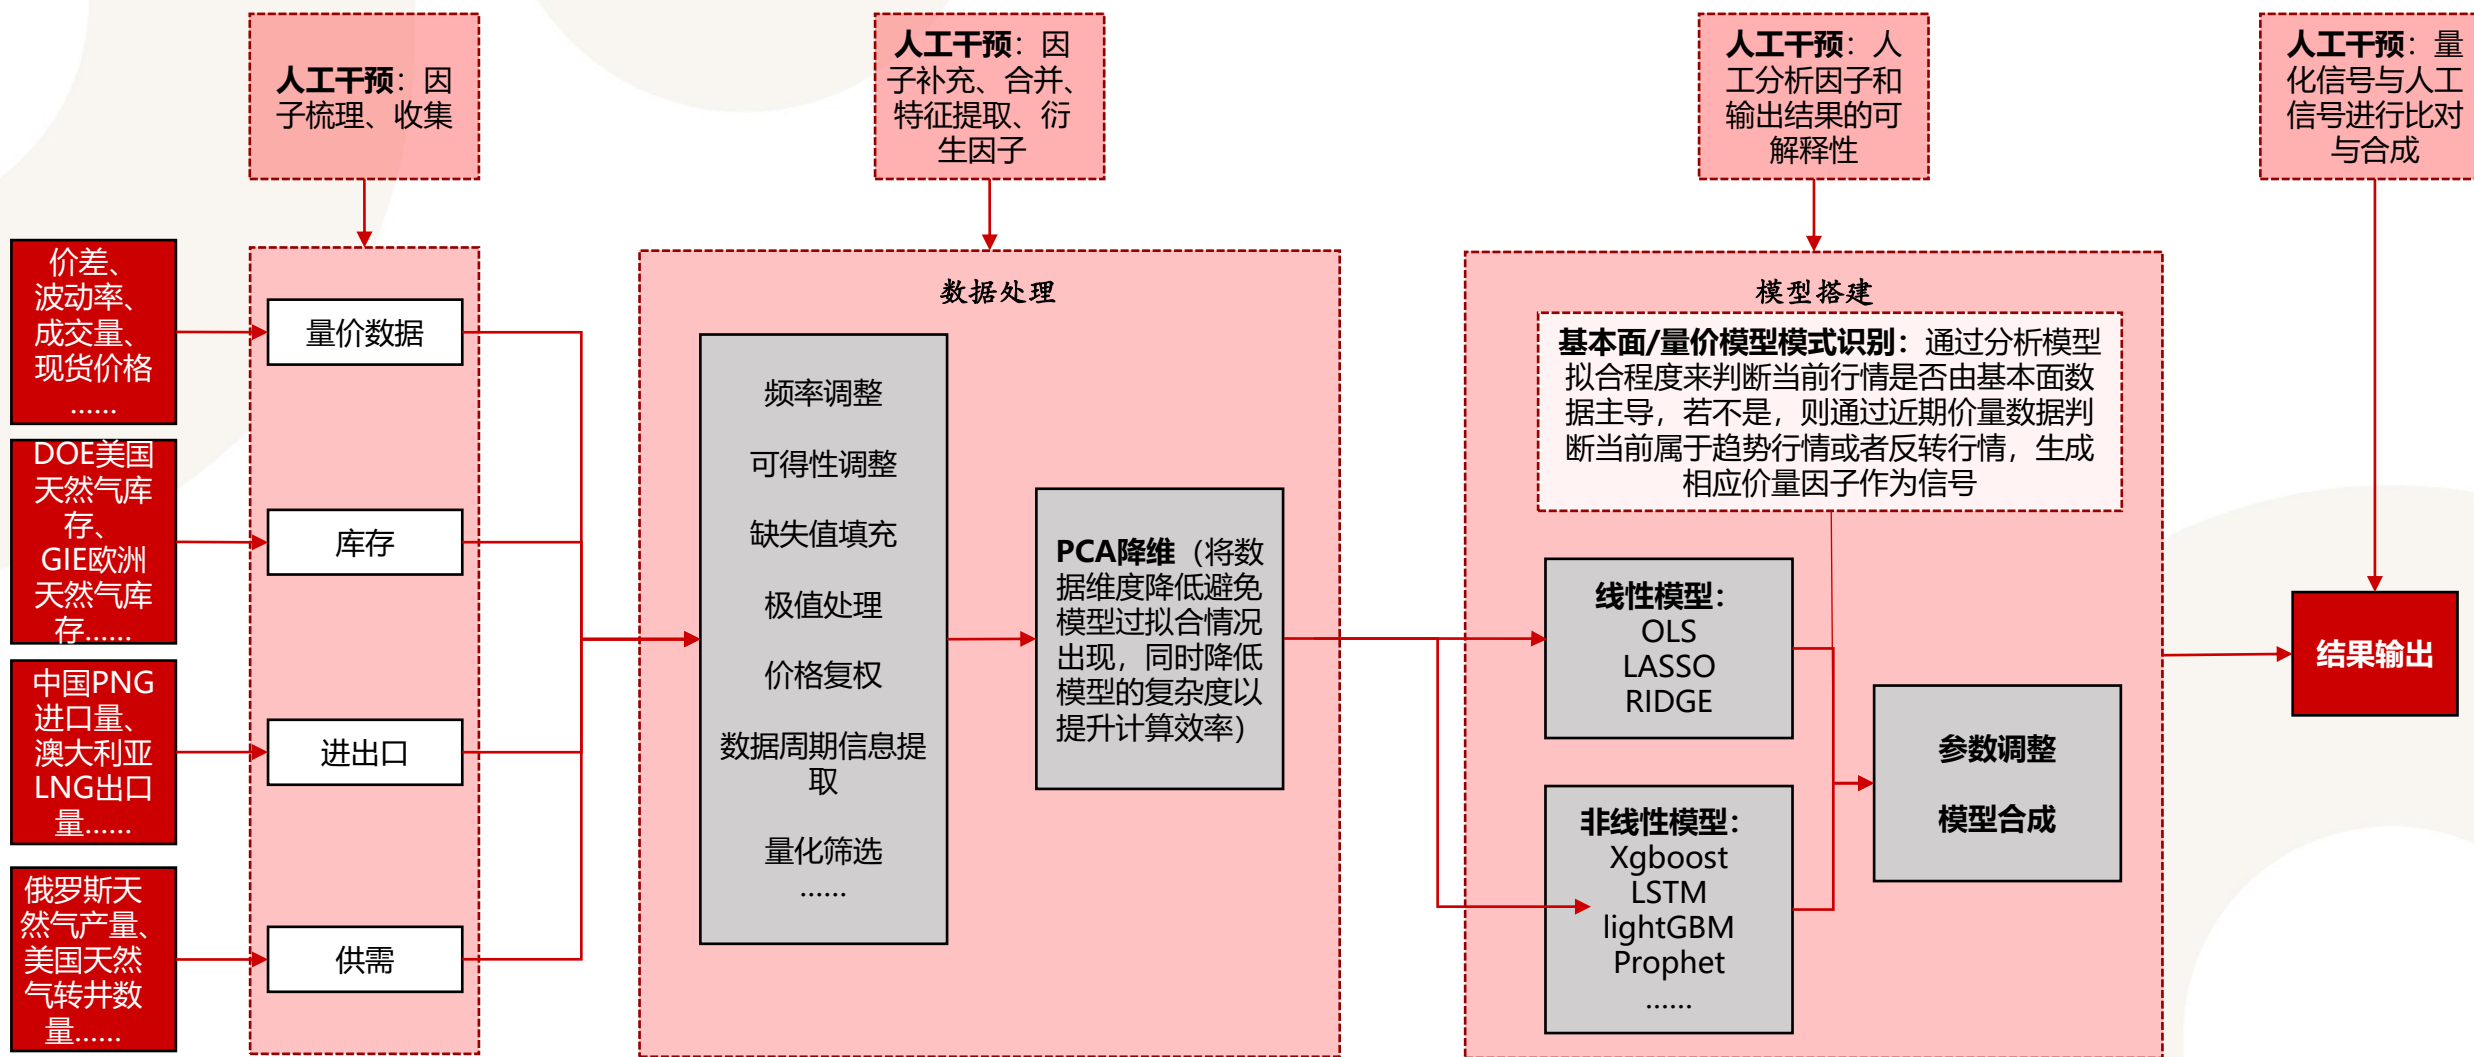 人工干预：因
子梳理、收集
人工干预：因
子补充、合并、
特征提取、衍
生因子
人工干预：人
工分析因子和
输出结果的可
解释性
人工干预：量
化信号与人工
信号进行比对
与合成
价差、
波动率、
成交量、
现货价格
……
DOE美国
天然气库
存、
GIE欧洲
天然气库
存……
中国PNG
进口量、
澳大利亚
LNG出口
量……
俄罗斯天
然气产量、
美国天然
气转井数
量……
量价数据
库存
进出口
供需
数据处理
频率调整
可得性调整
缺失值填充
极值处理
价格复权
数据周期信息提
取
量化筛选
……
PCA降维（将数
据维度降低避免
模型过拟合情况
出现，同时降低
模型的复杂度以
提升计算效率）
模型搭建
基本面/量价模型模式识别：通过分析模型
拟合程度来判断当前行情是否由基本面数
据主导，若不是，则通过近期价量数据判
断当前属于趋势行情或者反转行情，生成
相应价量因子作为信号
线性模型：
OLS
LASSO
RIDGE
非线性模型：
Xgboost
LSTM
lightGBM
Prophet
……
参数调整
模型合成
结果输出